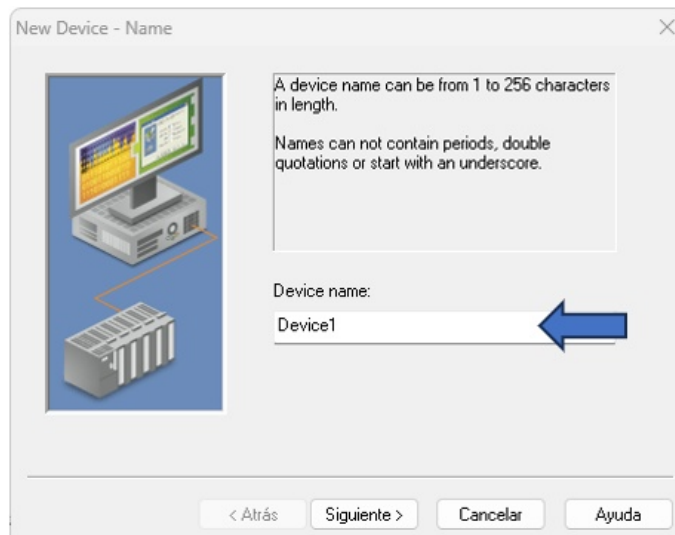 New Device - Name
A device name can be from 1 to 256 characters
in length.
Names can not contain periods, double
quotations or start with an underscore.
Device name:
Device1
< Atrás
Siguiente >
Cancelar
Ayuda